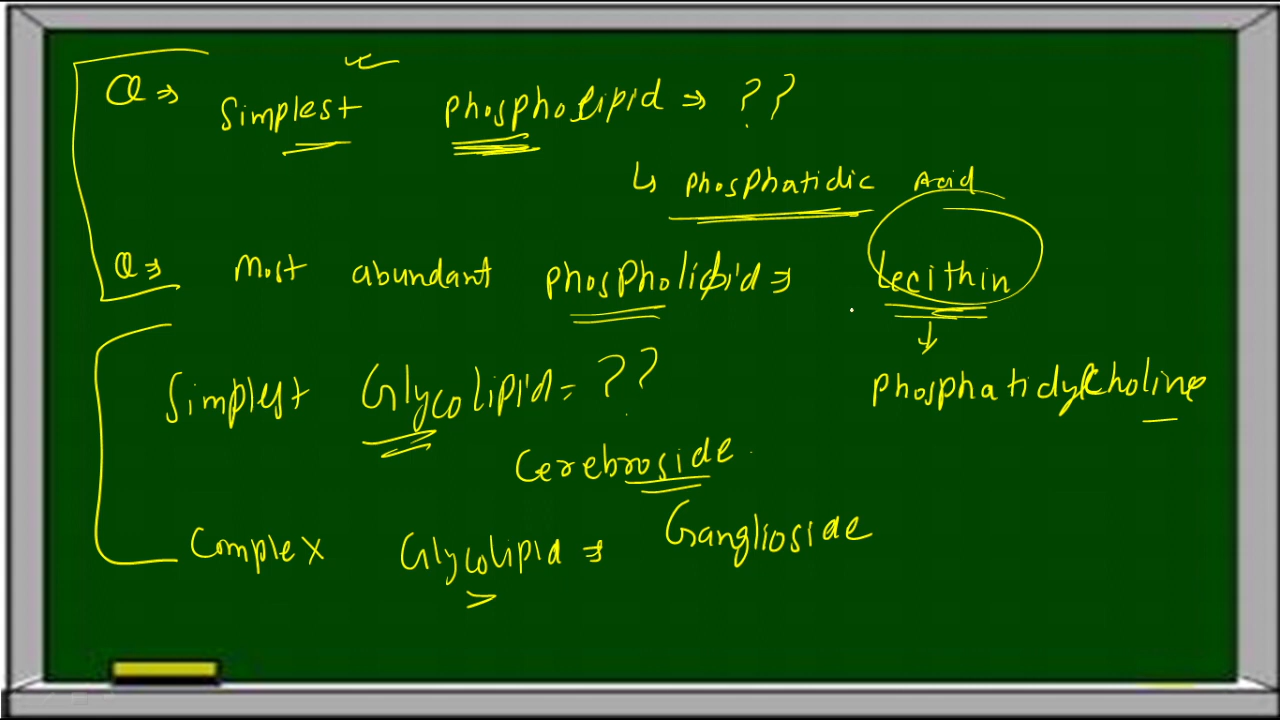 Q ⇒ Simplest Phospholipid ⇒ ??
↳ Phosphatidic Acid
Q ⇒ Most abundant Phospholipid ⇒ Lecithin
↓
Phosphatidylcholine
Simplest Glycolipid = ??
Cerebroside
Complex Glycolipid ⇒ Ganglioside